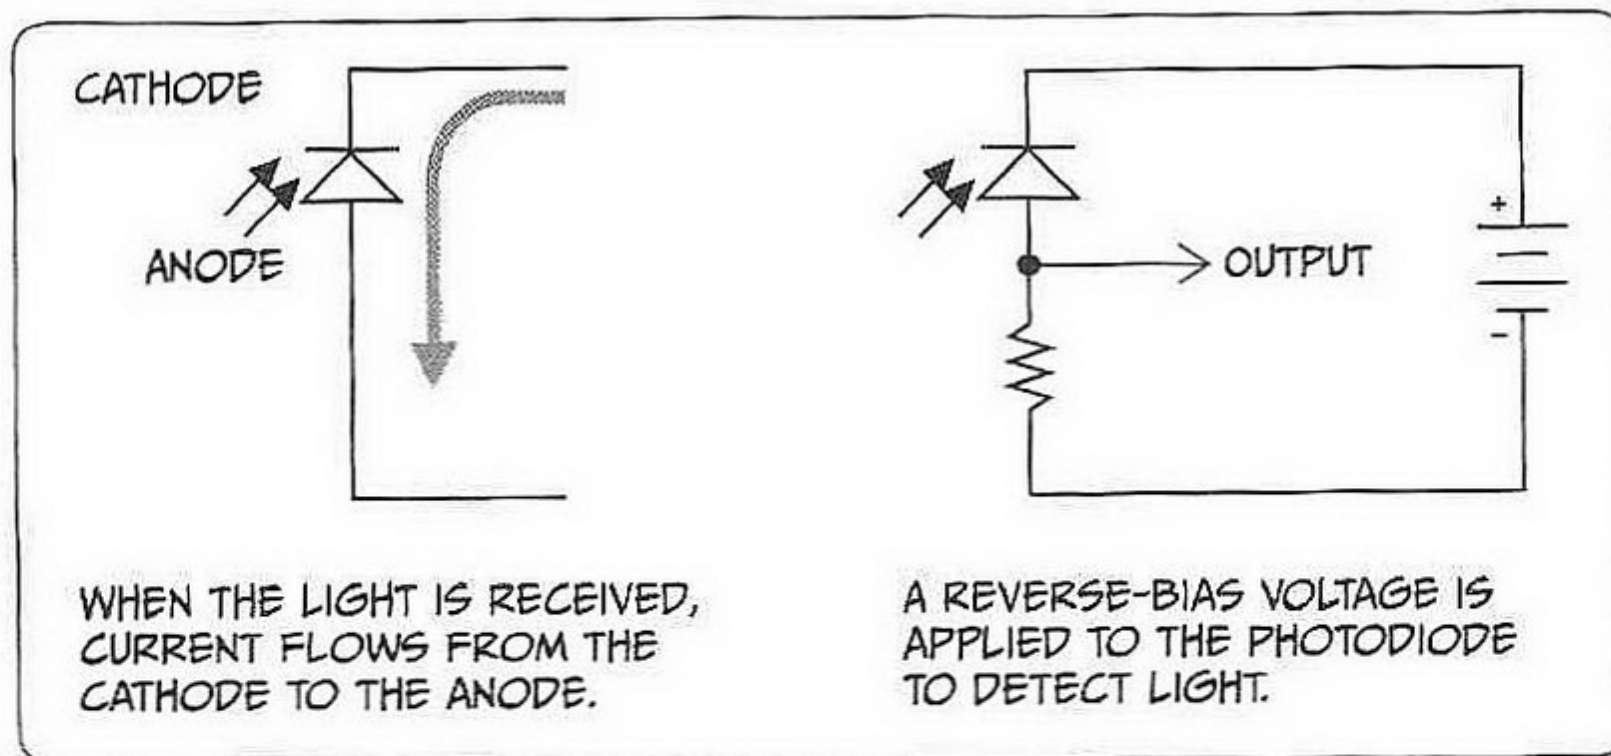 CATHODE
ANODE
WHEN THE LIGHT IS RECEIVED,
CURRENT FLOWS FROM THE
CATHODE TO THE ANODE.
+
OUTPUT
-
A REVERSE-BIAS VOLTAGE IS
APPLIED TO THE PHOTODIODE
TO DETECT LIGHT.